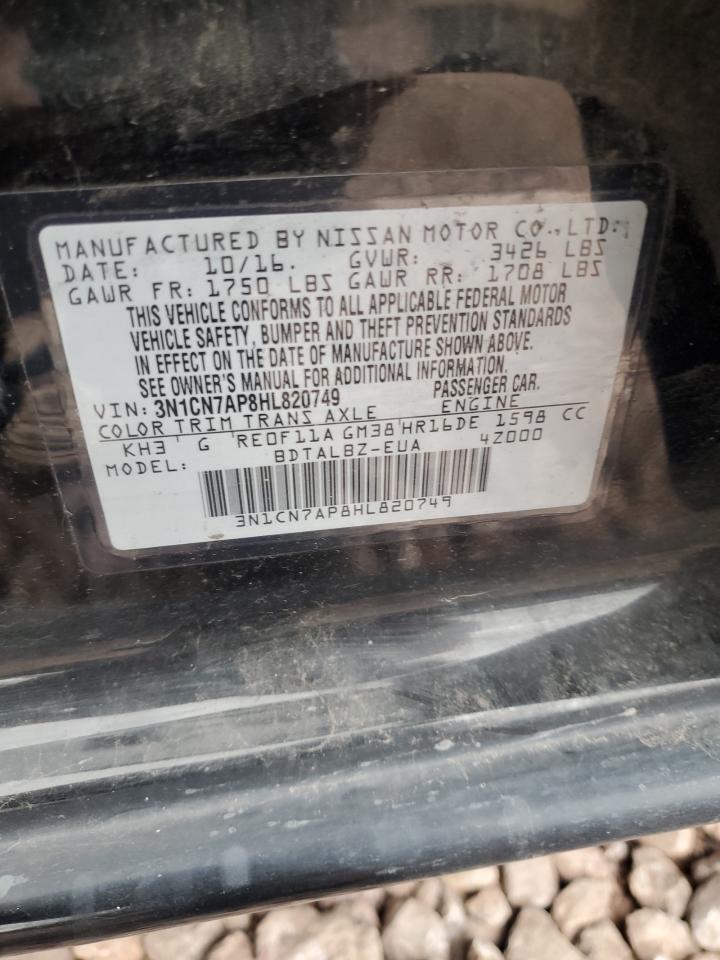 MANUFACTURED BY NISSAN MOTOR CO.,LTD.
DATE: 10/16. GVWR: 3426 LBS
GAWR FR: 1750 LBS GAWR RR: 1708 LBS
THIS VEHICLE CONFORMS TO ALL APPLICABLE FEDERAL MOTOR
VEHICLE SAFETY, BUMPER AND THEFT PREVENTION STANDARDS
IN EFFECT ON THE DATE OF MANUFACTURE SHOWN ABOVE.
SEE OWNER'S MANUAL FOR ADDITIONAL INFORMATION.
VIN: 3N1CN7AP8HL820749 PASSENGER CAR.
COLOR TRIM TRANS AXLE ENGINE
KH3 G RE0F11A GM38 HR16DE 1598 CC
MODEL: BDTALBZ-EUA 4Z000
3N1CN7AP8HL820749